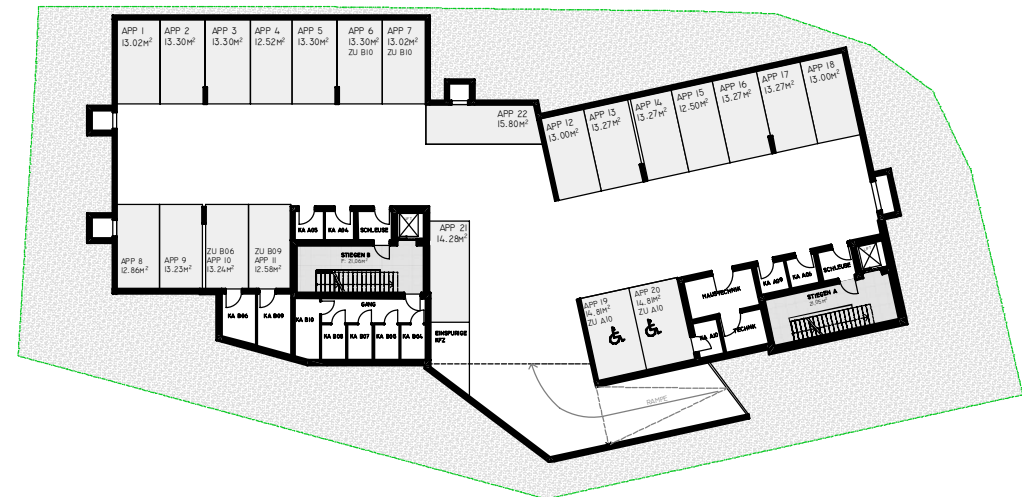 APP 1
13.02M²
APP 2
13.30M²
APP 3
13.30M²
APP 4
12.52M²
APP 5
13.30M²
APP 6
13.30M²
ZU B10
APP 7
13.02M²
ZU B10
APP 22
15.80M²
APP 12
13.00M²
APP 13
13.27M²
APP 14
13.27M²
APP 15
12.50M²
APP 16
13.27M²
APP 17
13.27M²
APP 18
13.00M²
APP 8
12.86M²
APP 9
13.23M²
ZU B06
APP 10
13.24M²
ZU B09
APP 11
12.58M²
KA A05
KA A04
SCHLEUSE
STIEGEN B
F: 21,06m²
APP 21
14.28M²
KA B06
KA B09
KA B10
GANG
KA B08
KA B07
KA B05
KA B04
EINSPURIGE
KFZ
APP 19
14.81M²
ZU A10
APP 20
14.81M²
ZU A10
HAUSTECHNIK
KA A09
KA A06
SCHLEUSE
STIEGEN A
KA A10
TECHNIK
RAMPE